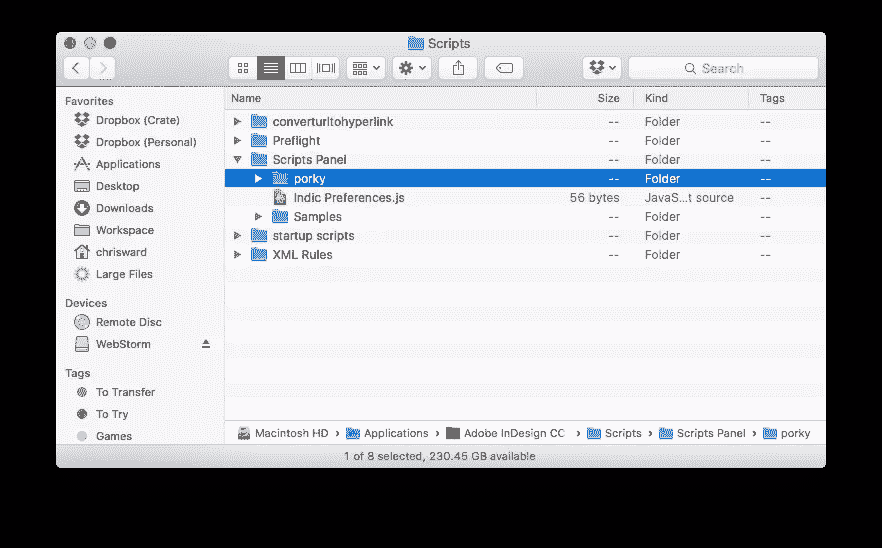 Scripts
Search
Favorites
Dropbox (Crate)
Dropbox (Personal)
Applications
Desktop
Downloads
Workspace
chrisward
Large Files
Devices
Remote Disc
WebStorm
Tags
To Transfer
To Try
Games
Name Size Kind Tags
converturltohyperlink -- Folder --
Preflight -- Folder --
Scripts Panel -- Folder --
porky -- Folder --
Indic Preferences.js 56 bytes JavaS...t source --
Samples -- Folder --
startup scripts -- Folder --
XML Rules -- Folder --
Macintosh HD › Applications › Adobe InDesign CC › Scripts › Scripts Panel › porky
1 of 8 selected, 230.45 GB available